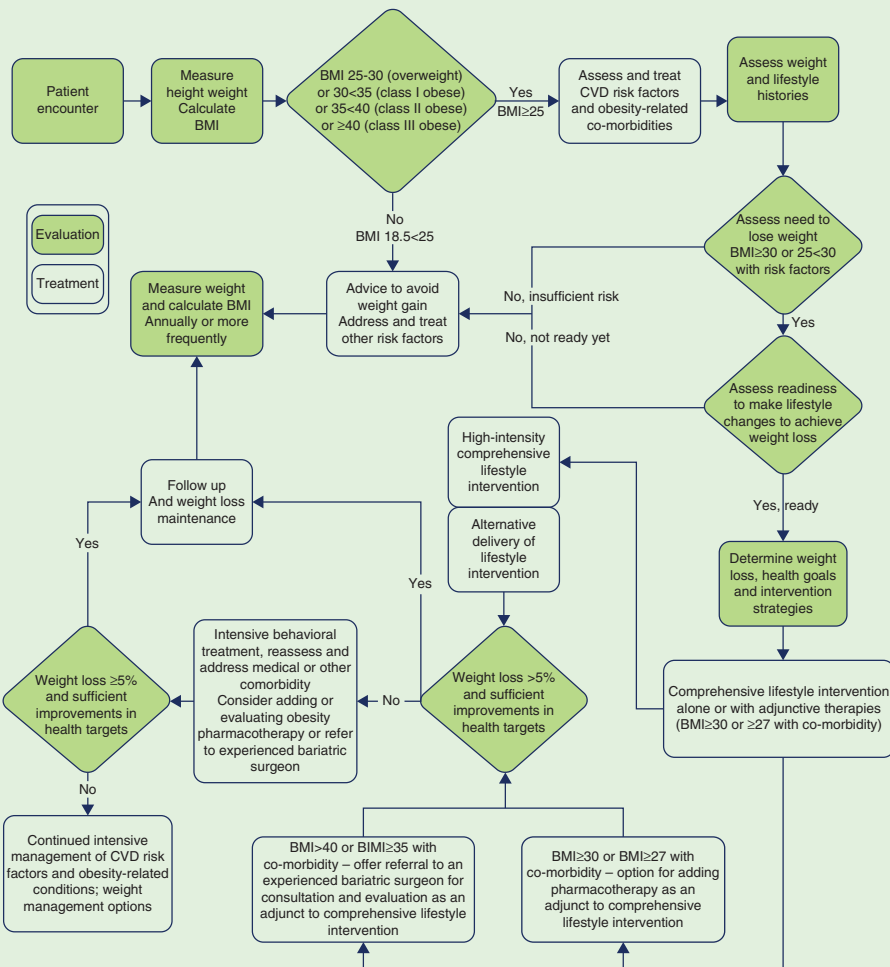 Patient
encounter
Measure
height weight
Calculate
BMI
BMI 25-30 (overweight)
or 30<35 (class I obese)
or 35<40 (class II obese)
or ≥40 (class III obese)
Yes
BMI≥25
Assess and treat
CVD risk factors
and obesity-related
co-morbidities
Assess weight
and lifestyle
histories
No
BMI 18.5<25
Evaluation
Treatment
Assess need to
lose weight
BMI≥30 or 25<30
with risk factors
Measure weight
and calculate BMI
Annually or more
frequently
Advice to avoid
weight gain
Address and treat
other risk factors
No, insufficient risk
No, not ready yet
Yes
Assess readiness
to make lifestyle
changes to achieve
weight loss
High-intensity
comprehensive
lifestyle
intervention
Follow up
And weight loss
maintenance
Yes, ready
Alternative
delivery of
lifestyle
intervention
Yes
Yes
Determine weight
loss, health goals
and intervention
strategies
Weight loss ≥5%
and sufficient
improvements in
health targets
Intensive behavioral
treatment, reassess and
address medical or other
comorbidity
Consider adding or
evaluating obesity
pharmacotherapy or refer
to experienced bariatric
surgeon
No
Weight loss >5%
and sufficient
improvements in
health targets
Comprehensive lifestyle intervention
alone or with adjunctive therapies
(BMI≥30 or ≥27 with co-morbidity)
No
Continued intensive
management of CVD risk
factors and obesity-related
conditions; weight
management options
BMI>40 or BIMI≥35 with
co-morbidity – offer referral to an
experienced bariatric surgeon for
consultation and evaluation as an
adjunct to comprehensive lifestyle
intervention
BMI≥30 or BMI≥27 with
co-morbidity – option for adding
pharmacotherapy as an
adjunct to comprehensive
lifestyle intervention